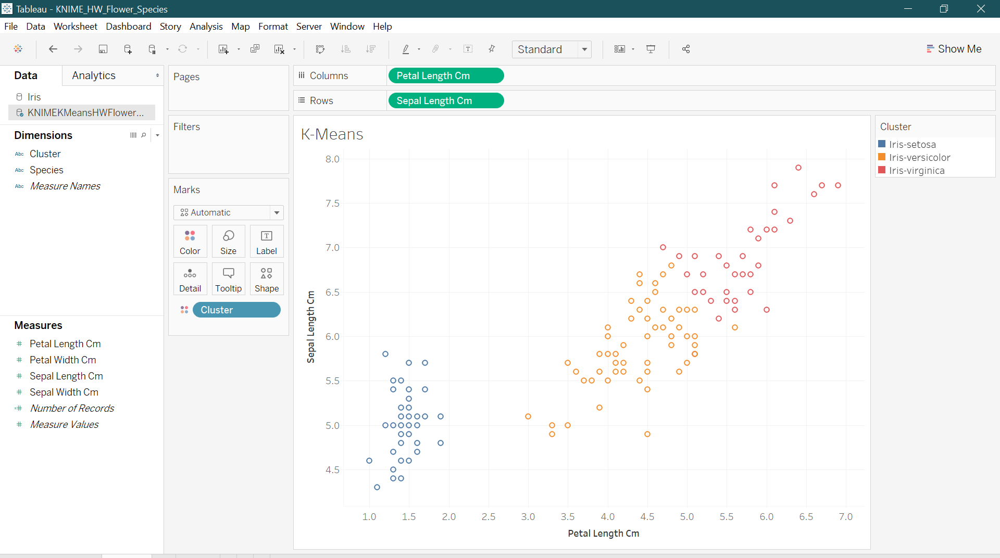 Tableau - KNIME_HW_Flower_Species
File Data Worksheet Dashboard Story Analysis Map Format Server Window Help
Standard
Show Me
Data Analytics
Iris
KNIMEKMeansHWFlower...
Dimensions
Abc Cluster
Abc Species
Abc Measure Names
Measures
# Petal Length Cm
# Petal Width Cm
# Sepal Length Cm
# Sepal Width Cm
=# Number of Records
# Measure Values
Pages
Filters
Marks
Automatic
Color Size Label
Detail Tooltip Shape
Cluster
Columns Petal Length Cm
Rows Sepal Length Cm
K-Means
8.0
7.5
7.0
6.5
6.0
5.5
5.0
4.5
Sepal Length Cm
1.0 1.5 2.0 2.5 3.0 3.5 4.0 4.5 5.0 5.5 6.0 6.5 7.0
Petal Length Cm
Cluster
Iris-setosa
Iris-versicolor
Iris-virginica